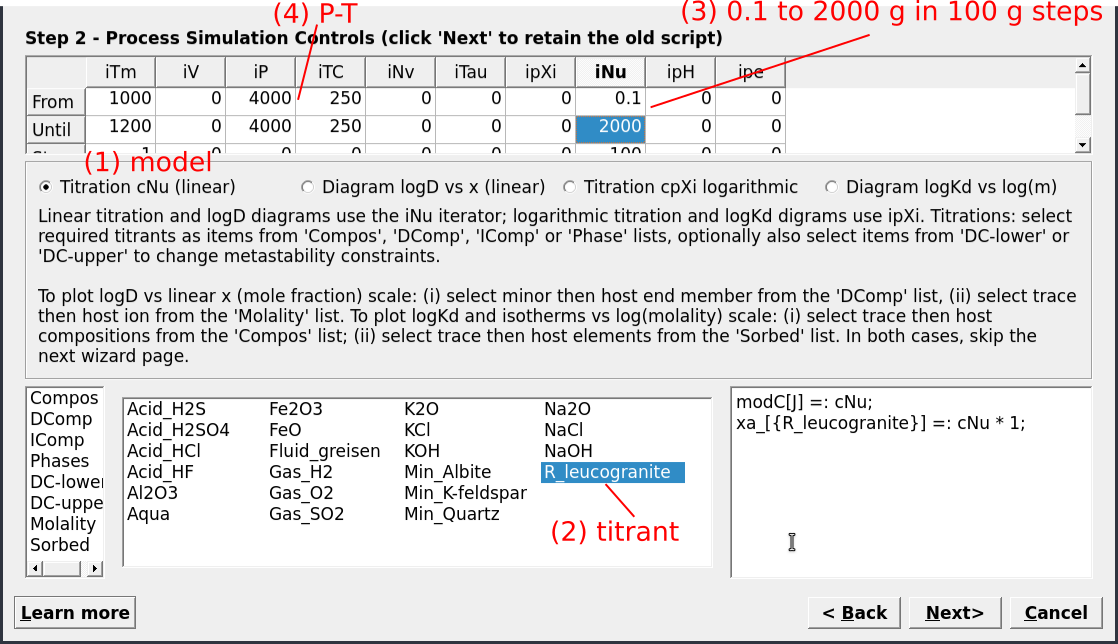 (4) P-T
(3) 0.1 to 2000 g in 100 g steps
Step 2 - Process Simulation Controls (click 'Next' to retain the old script)
iTm iV iP iTC iNv iTau ipXi iNu ipH ipe
From 1000 0 4000 250 0 0 0 0.1 0 0
Until 1200 0 4000 250 0 0 0 2000 0 0
(1) model
Titration cNu (linear) Diagram logD vs x (linear) Titration cpXi logarithmic Diagram logKd vs log(m)
Linear titration and logD diagrams use the iNu iterator; logarithmic titration and logKd digrams use ipXi. Titrations: select
required titrants as items from 'Compos', 'DComp', 'IComp' or 'Phase' lists, optionally also select items from 'DC-lower' or
'DC-upper' to change metastability constraints.
To plot logD vs linear x (mole fraction) scale: (i) select minor then host end member from the 'DComp' list, (ii) select trace
then host ion from the 'Molality' list. To plot logKd and isotherms vs log(molality) scale: (i) select trace then host
compositions from the 'Compos' list; (ii) select trace then host elements from the 'Sorbed' list. In both cases, skip the
next wizard page.
Compos
DComp
IComp
Phases
DC-lower
DC-uppe
Molality
Sorbed
Acid_H2S Fe2O3 K2O Na2O
Acid_H2SO4 FeO KCl NaCl
Acid_HCl Fluid_greisen KOH NaOH
Acid_HF Gas_H2 Min_Albite R_leucogranite
Al2O3 Gas_O2 Min_K-feldspar
Aqua Gas_SO2 Min_Quartz
(2) titrant
modC[J] =: cNu;
xa_[{R_leucogranite}] =: cNu * 1;
Learn more < Back Next> Cancel